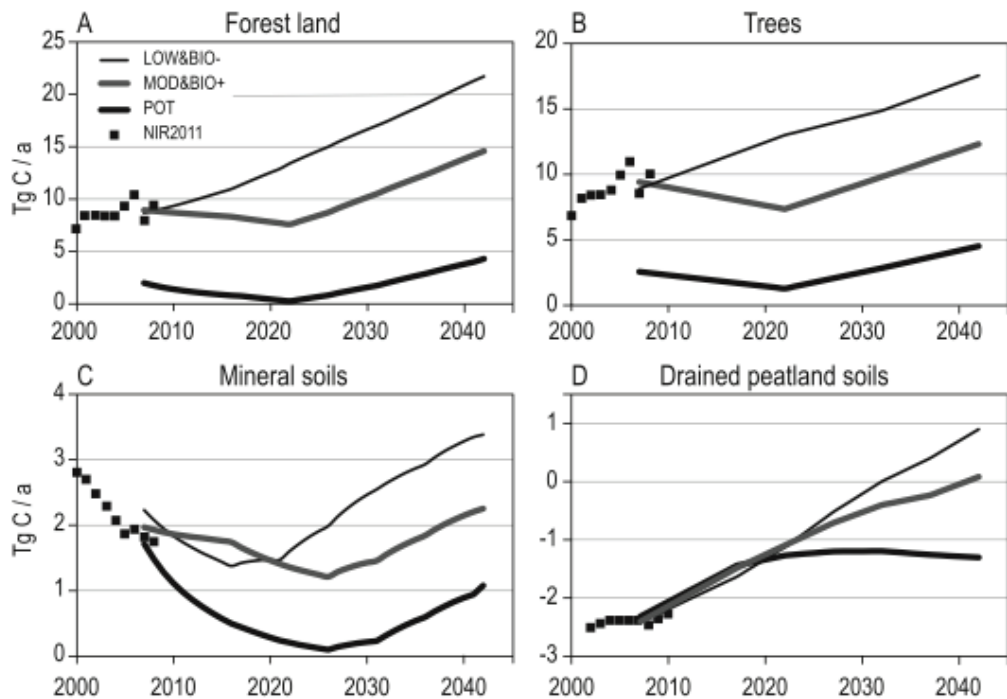 A Forest land
25
20
15
10
5
0
Tg C / a
LOW&BIO-
MOD&BIO+
POT
NIR2011
2000 2010 2020 2030 2040
B Trees
20
15
10
5
0
2000 2010 2020 2030 2040
C Mineral soils
4
3
2
1
0
Tg C / a
2000 2010 2020 2030 2040
D Drained peatland soils
1
0
-1
-2
-3
2000 2010 2020 2030 2040